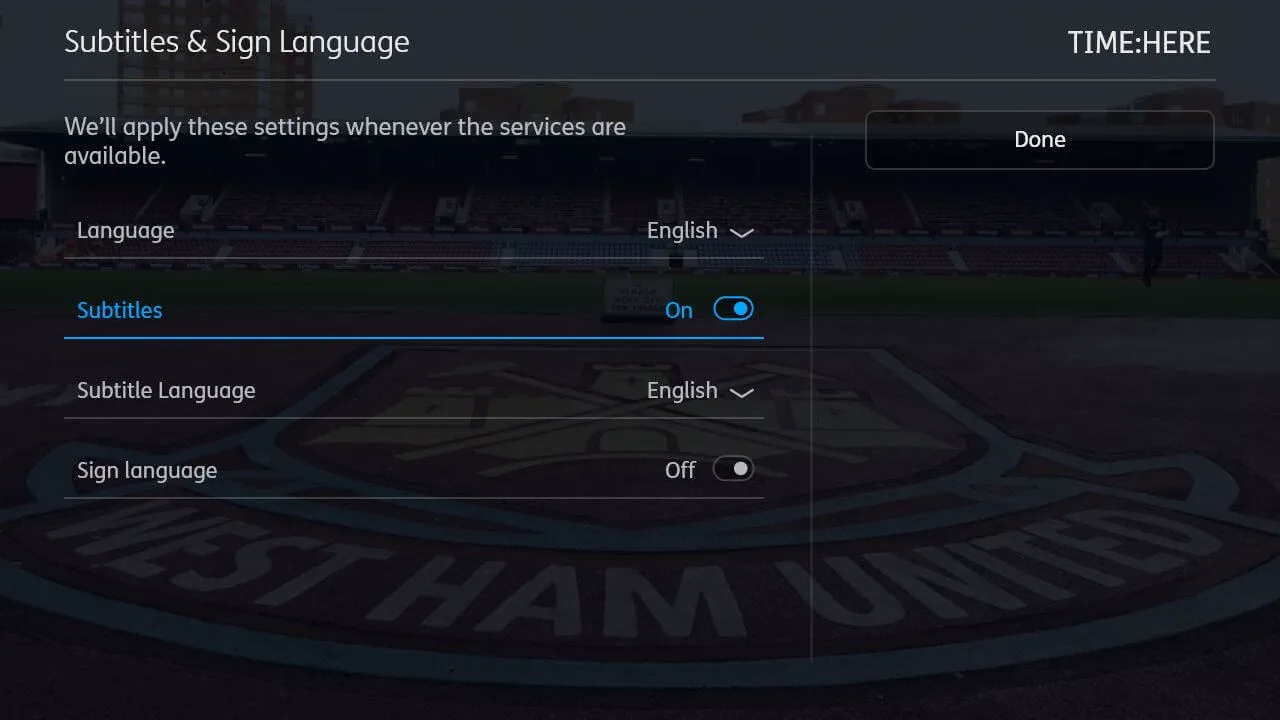 Subtitles & Sign Language
TIME:HERE
We’ll apply these settings whenever the services are
available.
Done
Language
English
Subtitles
On
Subtitle Language
English
Sign language
Off
WEST HAM UNITED